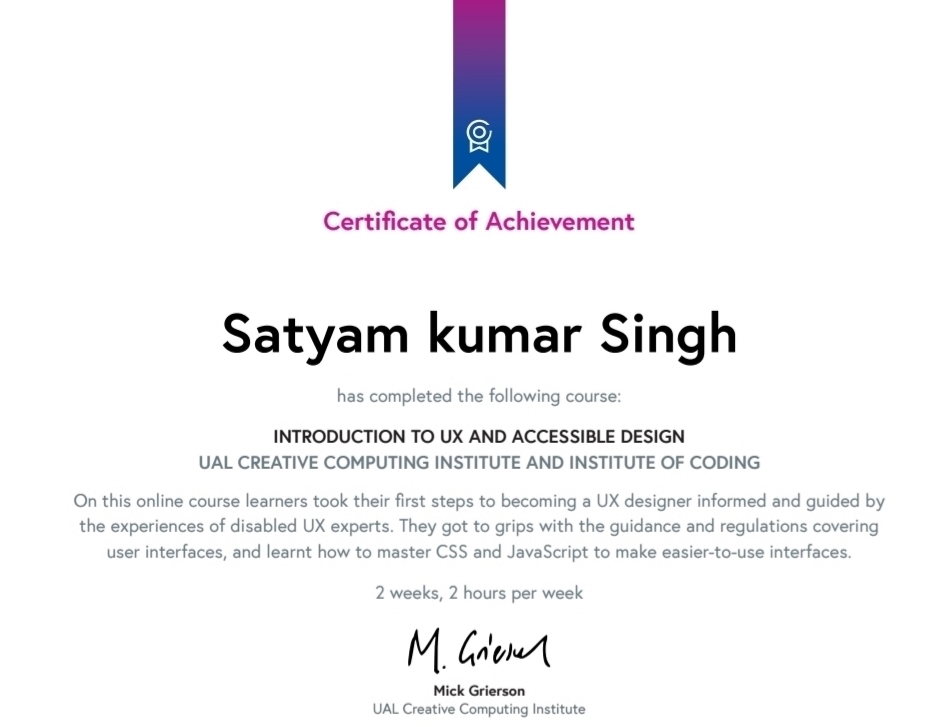 Certificate of Achievement
Satyam kumar Singh
has completed the following course:
INTRODUCTION TO UX AND ACCESSIBLE DESIGN
UAL CREATIVE COMPUTING INSTITUTE AND INSTITUTE OF CODING
On this online course learners took their first steps to becoming a UX designer informed and guided by
the experiences of disabled UX experts. They got to grips with the guidance and regulations covering
user interfaces, and learnt how to master CSS and JavaScript to make easier-to-use interfaces.
2 weeks, 2 hours per week
M. Grierson
Mick Grierson
UAL Creative Computing Institute